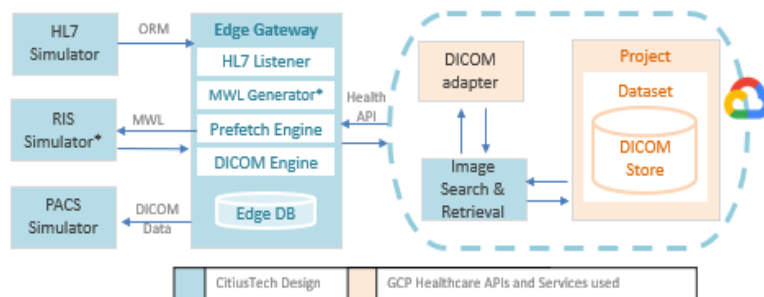 HL7
Simulator
ORM
Edge Gateway
HL7 Listener
MWL Generator*
Prefetch Engine
DICOM Engine
Edge DB
RIS
Simulator*
MWL
PACS
Simulator
DICOM
Data
Health
API
DICOM
adapter
Image
Search &
Retrieval
Project
Dataset
DICOM
Store
CitiusTech Design
GCP Healthcare APIs and Services used